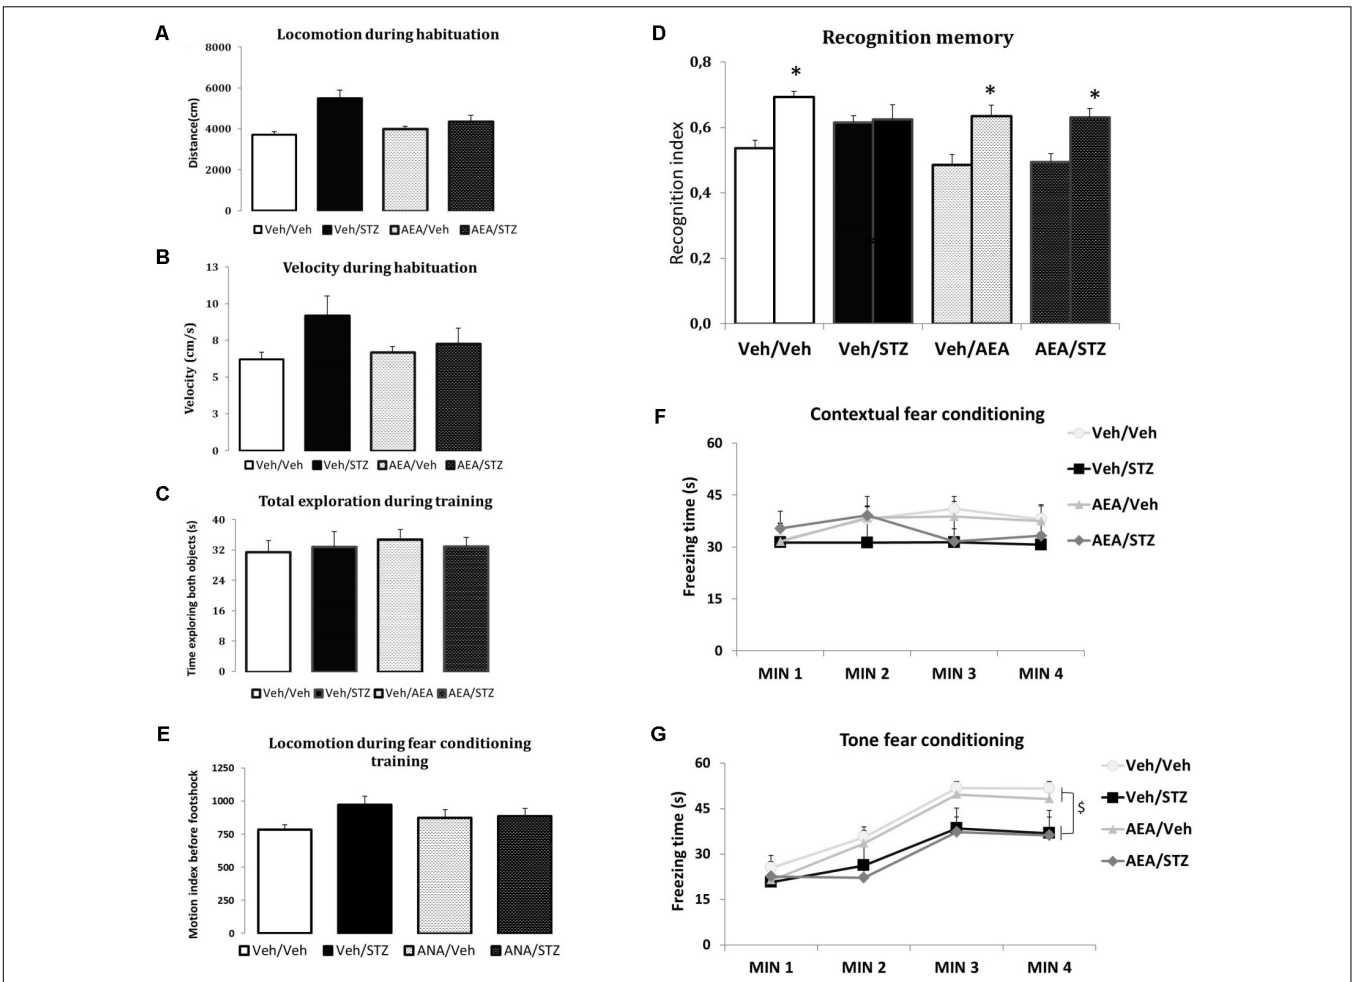 A
Locomotion during habituation
8000
6000
4000
2000
0
Distance(cm)
Veh/Veh Veh/STZ AEA/Veh AEA/STZ
B
Velocity during habituation
13
10
8
5
3
0
Velocity (cm/s)
Veh/Veh Veh/STZ AEA/Veh AEA/STZ
C
Total exploration during training
40
32
24
16
8
0
Time exploring both objects (s)
Veh/Veh Veh/STZ Veh/AEA AEA/STZ
E
Locomotion during fear conditioning
training
1250
1000
750
500
250
0
Motion index before footshock
Veh/Veh Veh/STZ ANA/Veh ANA/STZ
D
Recognition memory
0,8
0,6
0,4
0,2
0,0
Recognition index
* * *
*
Veh/Veh Veh/STZ Veh/AEA AEA/STZ
F
Contextual fear conditioning
60
45
30
15
0
Freezing time (s)
MIN 1 MIN 2 MIN 3 MIN 4
Veh/Veh
Veh/STZ
AEA/Veh
AEA/STZ
G
Tone fear conditioning
60
45
30
15
0
Freezing time (s)
$
MIN 1 MIN 2 MIN 3 MIN 4
Veh/Veh
Veh/STZ
AEA/Veh
AEA/STZ